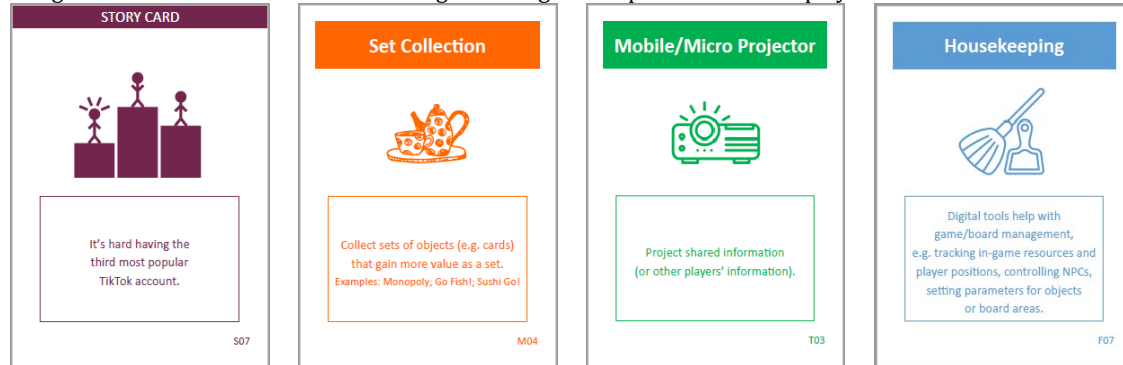 STORY CARD
It's hard having the
third most popular
TikTok account.
S07
Set Collection
Collect sets of objects (e.g. cards)
that gain more value as a set.
Examples: Monopoly; Go Fish!; Sushi Go!
M04
Mobile/Micro Projector
Project shared information
(or other players' information).
T03
Housekeeping
Digital tools help with
game/board management,
e.g. tracking in-game resources and
player positions, controlling NPCs,
setting parameters for objects
or board areas.
F07